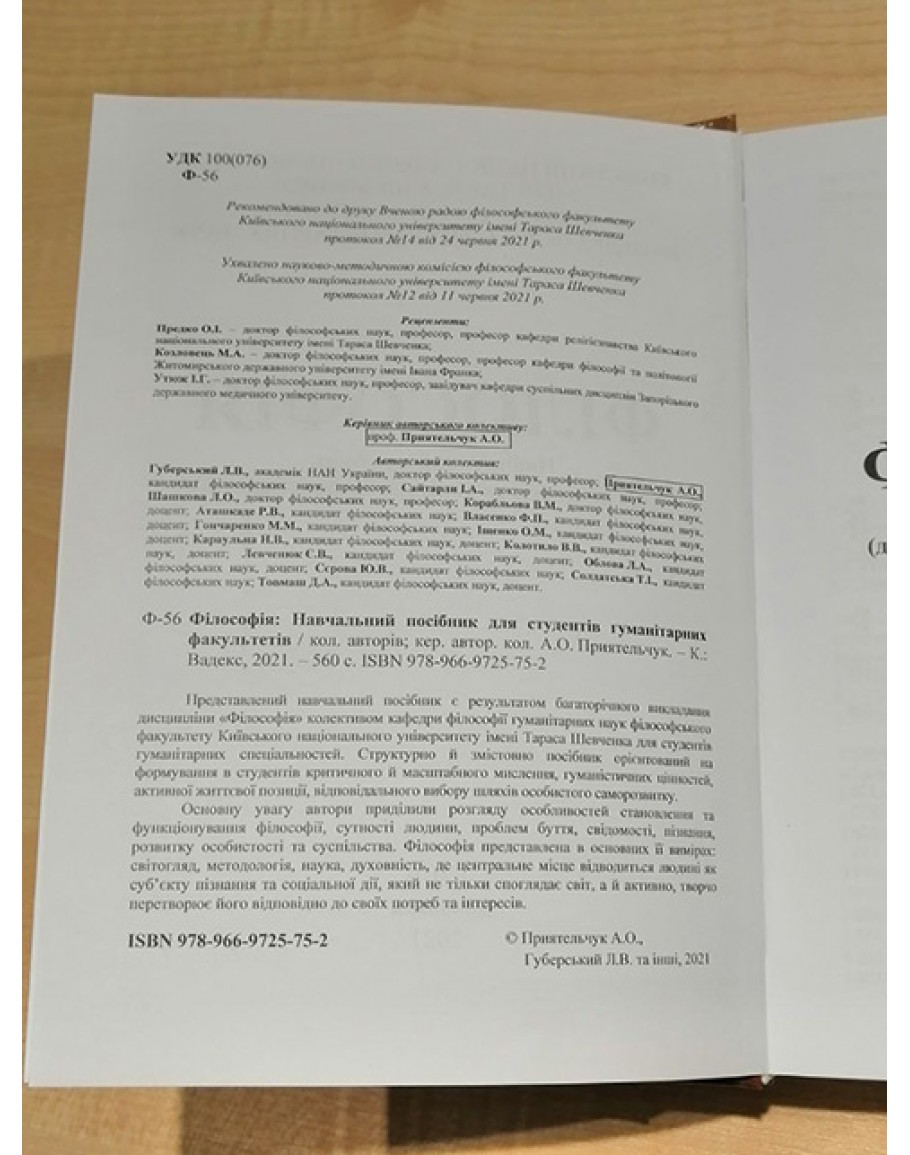 УДК 100(076)
Ф-56
Рекомендовано до друку Вченою радою філософського факультету
Київського національного університету імені Тараса Шевченка
протокол №14 від 24 червня 2021 р.
Ухвалено науково-методичною комісією філософського факультету
Київського національного університету імені Тараса Шевченка
протокол №12 від 11 червня 2021 р.
Рецензенти:
Предко О.І. – доктор філософських наук, професор, професор кафедри релігієзнавства Київського
національного університету імені Тараса Шевченка;
Козловець М.А. – доктор філософських наук, професор, професор кафедри філософії та політології
Житомирського державного університету імені Івана Франка;
Утюж І.Г. – доктор філософських наук, професор, завідувач кафедри суспільних дисциплін Запорізького
державного медичного університету.
Керівник авторського колективу:
проф. Приятельчук А.О.
Авторський колектив:
Губерський Л.В., академік НАН України, доктор філософських наук, професор; Приятельчук А.О.,
кандидат філософських наук, професор; Сайтарли І.А., доктор філософських наук, професор;
Шашкова Л.О., доктор філософських наук, професор; Корабльова В.М., доктор філософських наук,
доцент; Аташкаде Р.В., кандидат філософських наук; Власенко Ф.П., кандидат філософських наук,
доцент; Гончаренко М.М., кандидат філософських наук; Іщенко О.М., кандидат філософських наук,
доцент; Караульна Н.В., кандидат філософських наук, доцент; Колотило В.В., кандидат філософських
наук, доцент; Левченюк Є.В., кандидат філософських наук, доцент; Облова Л.А., кандидат
філософських наук, доцент; Сєрова Ю.В., кандидат філософських наук; Солдатська Т.І., кандидат
філософських наук; Товмаш Д.А., кандидат філософських наук, доцент.
Ф-56 Філософія: Навчальний посібник для студентів гуманітарних
факультетів / кол. авторів; кер. автор. кол. А.О. Приятельчук. – К.:
Вадекс, 2021. – 560 с. ISBN 978-966-9725-75-2
Представлений навчальний посібник є результатом багаторічного викладання
дисципліни «Філософія» колективом кафедри філософії гуманітарних наук філософського
факультету Київського національного університету імені Тараса Шевченка для студентів
гуманітарних спеціальностей. Структурно й змістовно посібник орієнтований на
формування в студентів критичного й масштабного мислення, гуманістичних цінностей,
активної життєвої позиції, відповідального вибору шляхів особистого саморозвитку.
Основну увагу автори приділили розгляду особливостей становлення та
функціонування філософії, сутності людини, проблем буття, свідомості, пізнання,
розвитку особистості та суспільства. Філософія представлена в основних її вимірах:
світогляд, методологія, наука, духовність, де центральне місце відводиться людині як
суб’єкту пізнання та соціальної дії, який не тільки споглядає світ, а й активно, творчо
перетворює його відповідно до своїх потреб та інтересів.
ISBN 978-966-9725-75-2
© Приятельчук А.О.,
Губерський Л.В. та інші, 2021